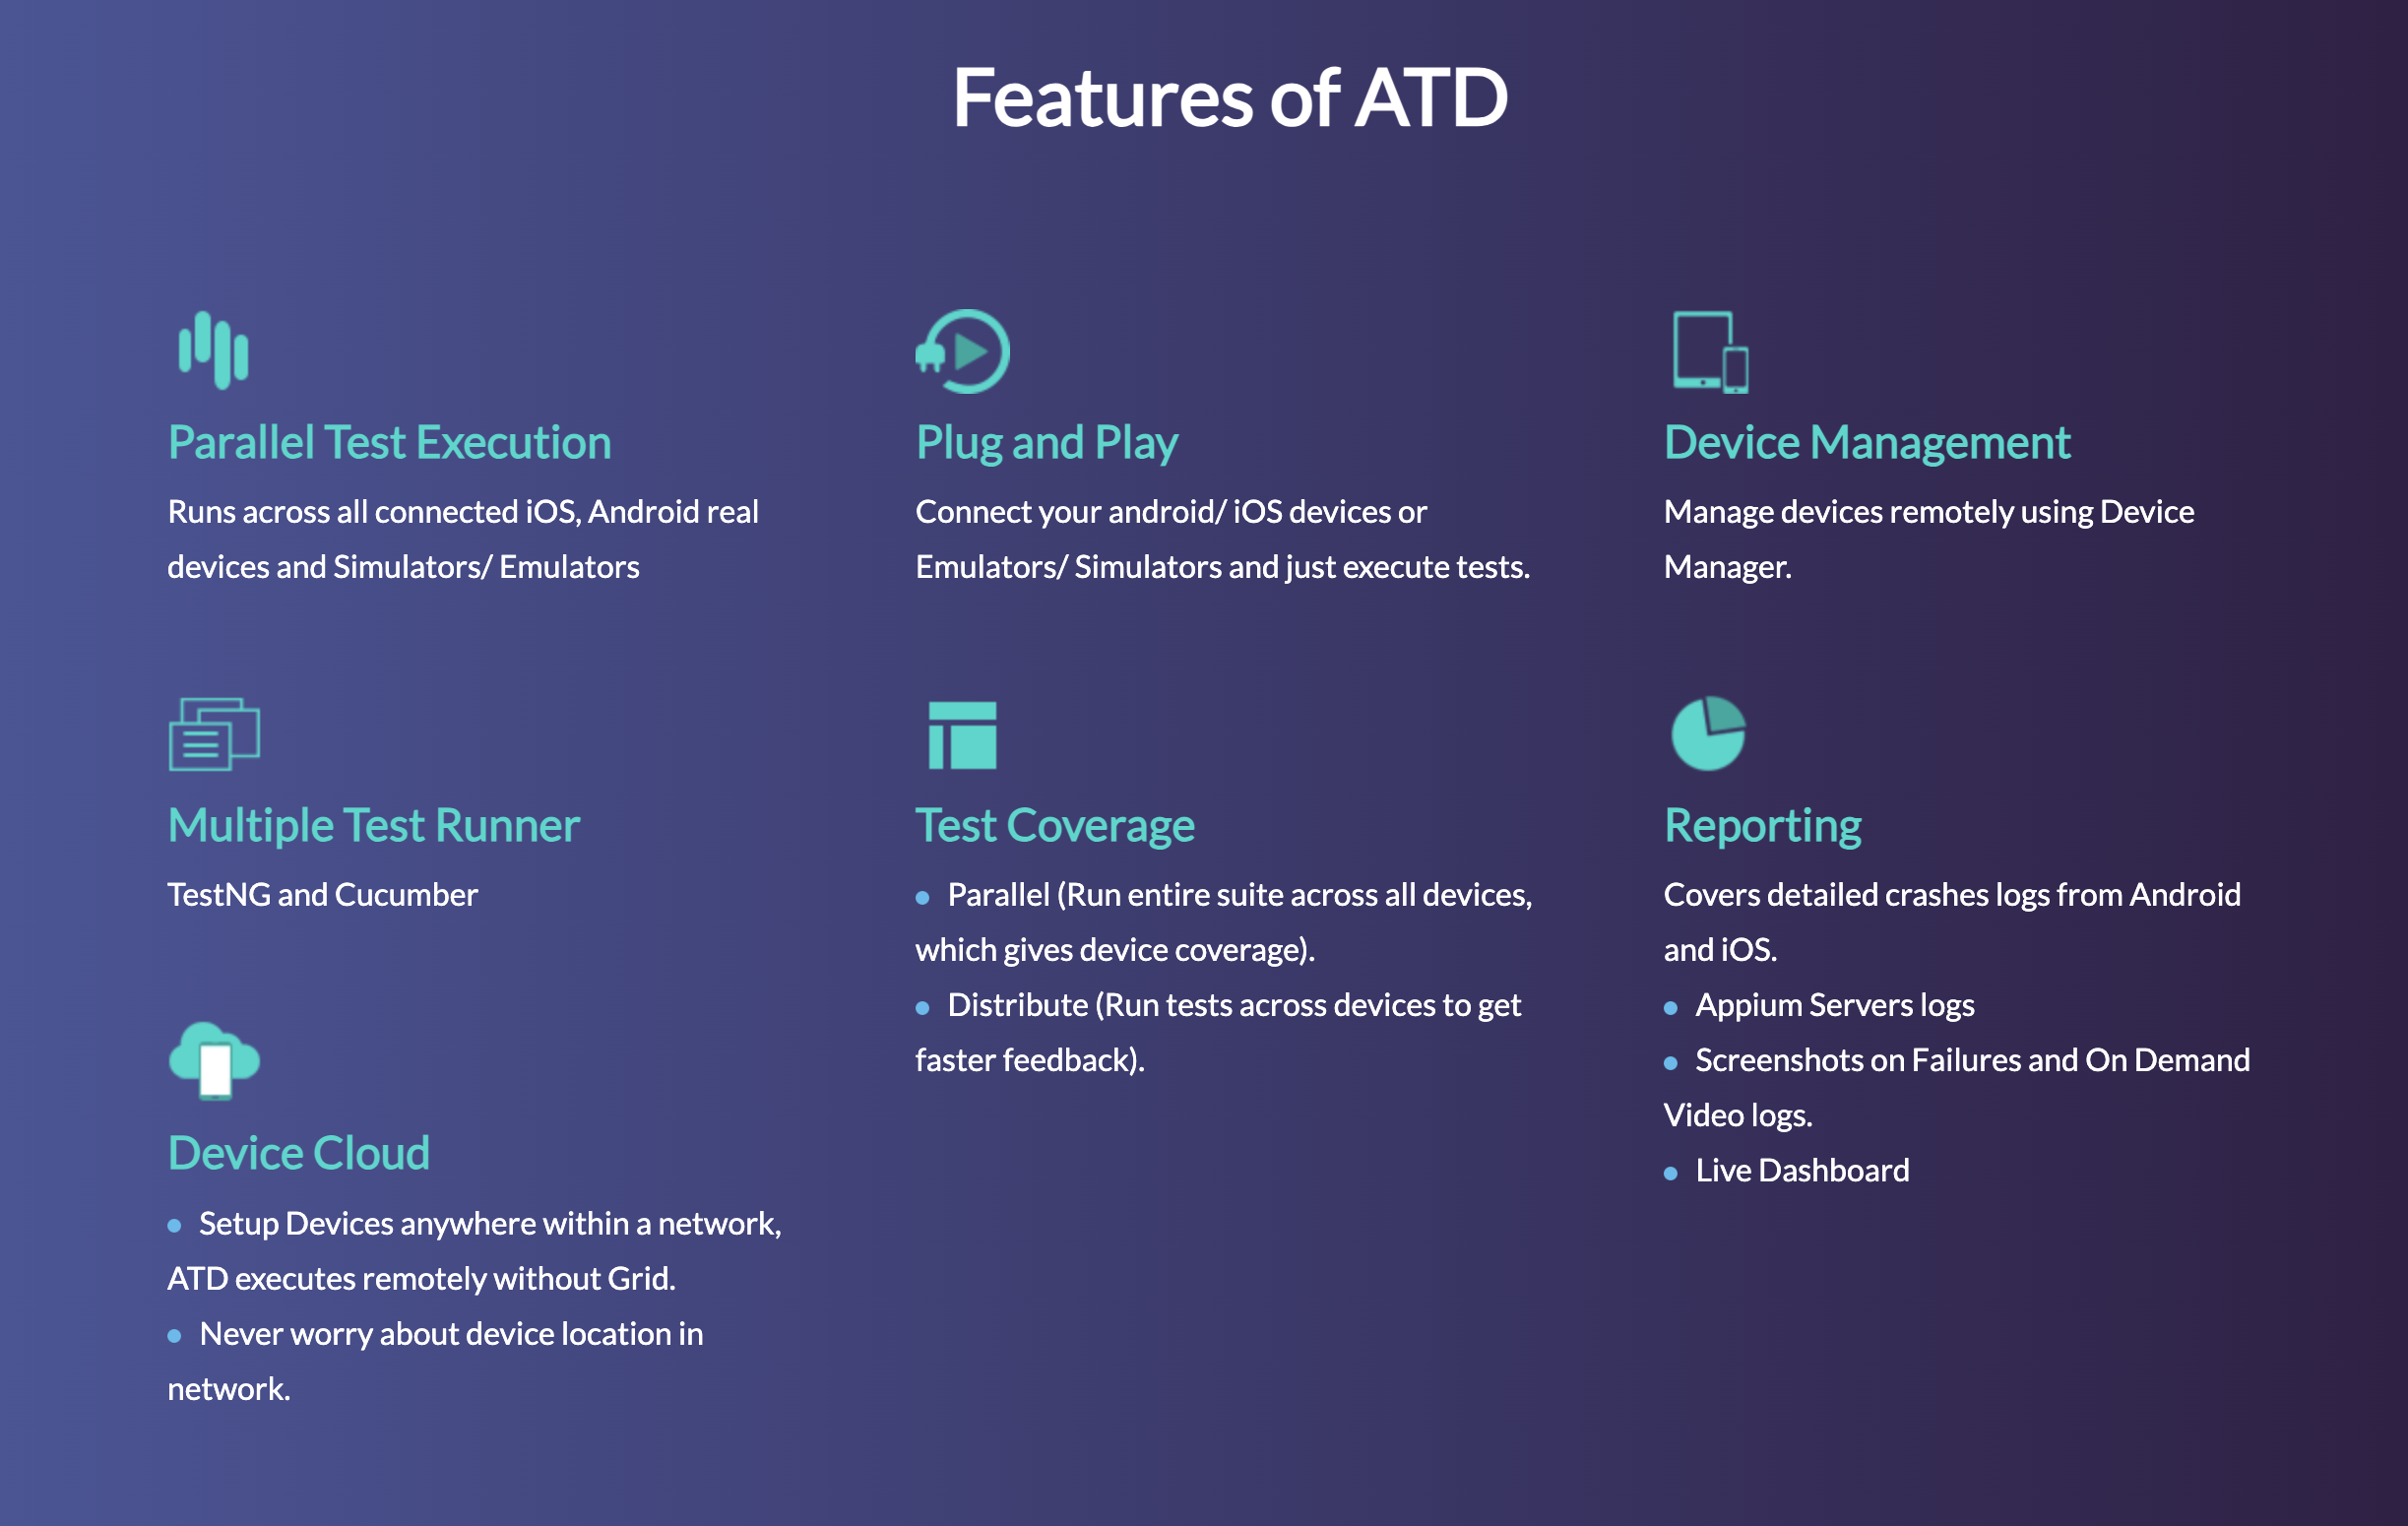 Features of ATD
Parallel Test Execution
Runs across all connected iOS, Android real
devices and Simulators/ Emulators
Plug and Play
Connect your android/ iOS devices or
Emulators/ Simulators and just execute tests.
Device Management
Manage devices remotely using Device
Manager.
Multiple Test Runner
TestNG and Cucumber
Test Coverage
• Parallel (Run entire suite across all devices,
which gives device coverage).
• Distribute (Run tests across devices to get
faster feedback).
Reporting
Covers detailed crashes logs from Android
and iOS.
• Appium Servers logs
• Screenshots on Failures and On Demand
Video logs.
• Live Dashboard
Device Cloud
• Setup Devices anywhere within a network,
ATD executes remotely without Grid.
• Never worry about device location in
network.